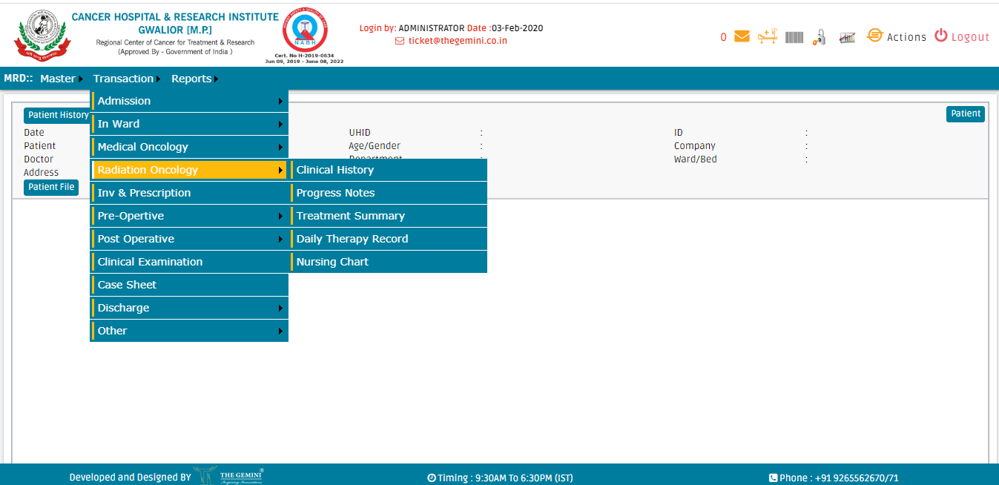 CANCER HOSPITAL & RESEARCH INSTITUTE
GWALIOR [M.P.]
Regional Center of Cancer for Treatment & Research
(Approved By - Government of India )
NABH
Cert. No H-2019-0634
Jun 09, 2019 - June 08, 2022
Login by: ADMINISTRATOR Date :03-Feb-2020
ticket@thegemini.co.in
0
Actions
Logout
MRD:: Master Transaction Reports
Admission
In Ward
Medical Oncology
Radiation Oncology
Inv & Prescription
Pre-Opertive
Post Operative
Clinical Examination
Case Sheet
Discharge
Other
Clinical History
Progress Notes
Treatment Summary
Daily Therapy Record
Nursing Chart
Patient History
Patient
Date
UHID :
ID :
Patient
Age/Gender :
Company :
Doctor
Department :
Ward/Bed :
Address
Patient File
Developed and Designed BY THE GEMINI®
Timing : 9:30AM To 6:30PM (IST)
Phone : +91 9265562670/71